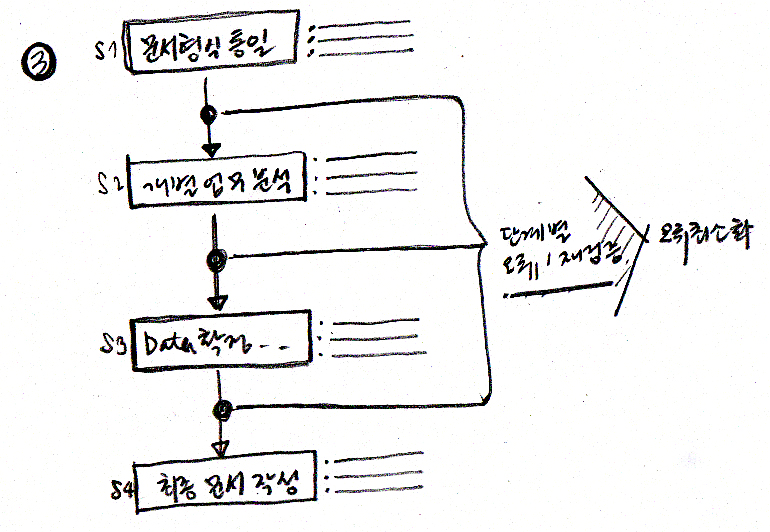 ③
S1 문서형식 통일
S2 개별 업무 분석
단계별
오류, 재검증
오류최소화
S3 Data 확정 - -
S4 최종 문서 작성